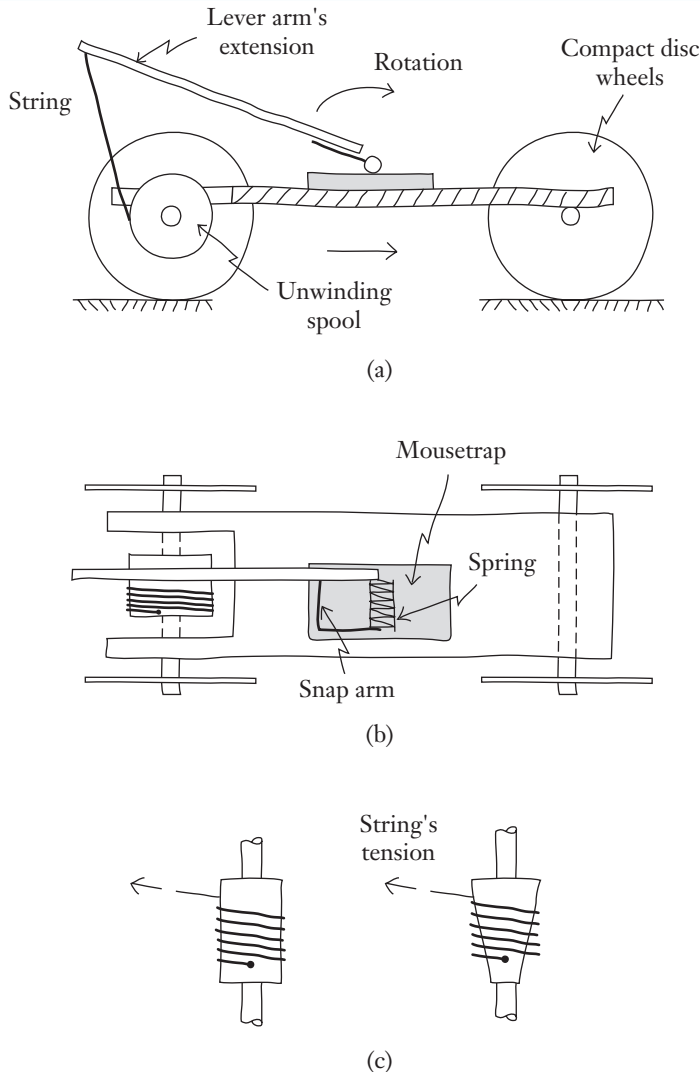 Lever arm's
extension
Compact disc
wheels
Rotation
String
Unwinding
spool
(a)
Mousetrap
Spring
Snap arm
(b)
String's
tension
(c)